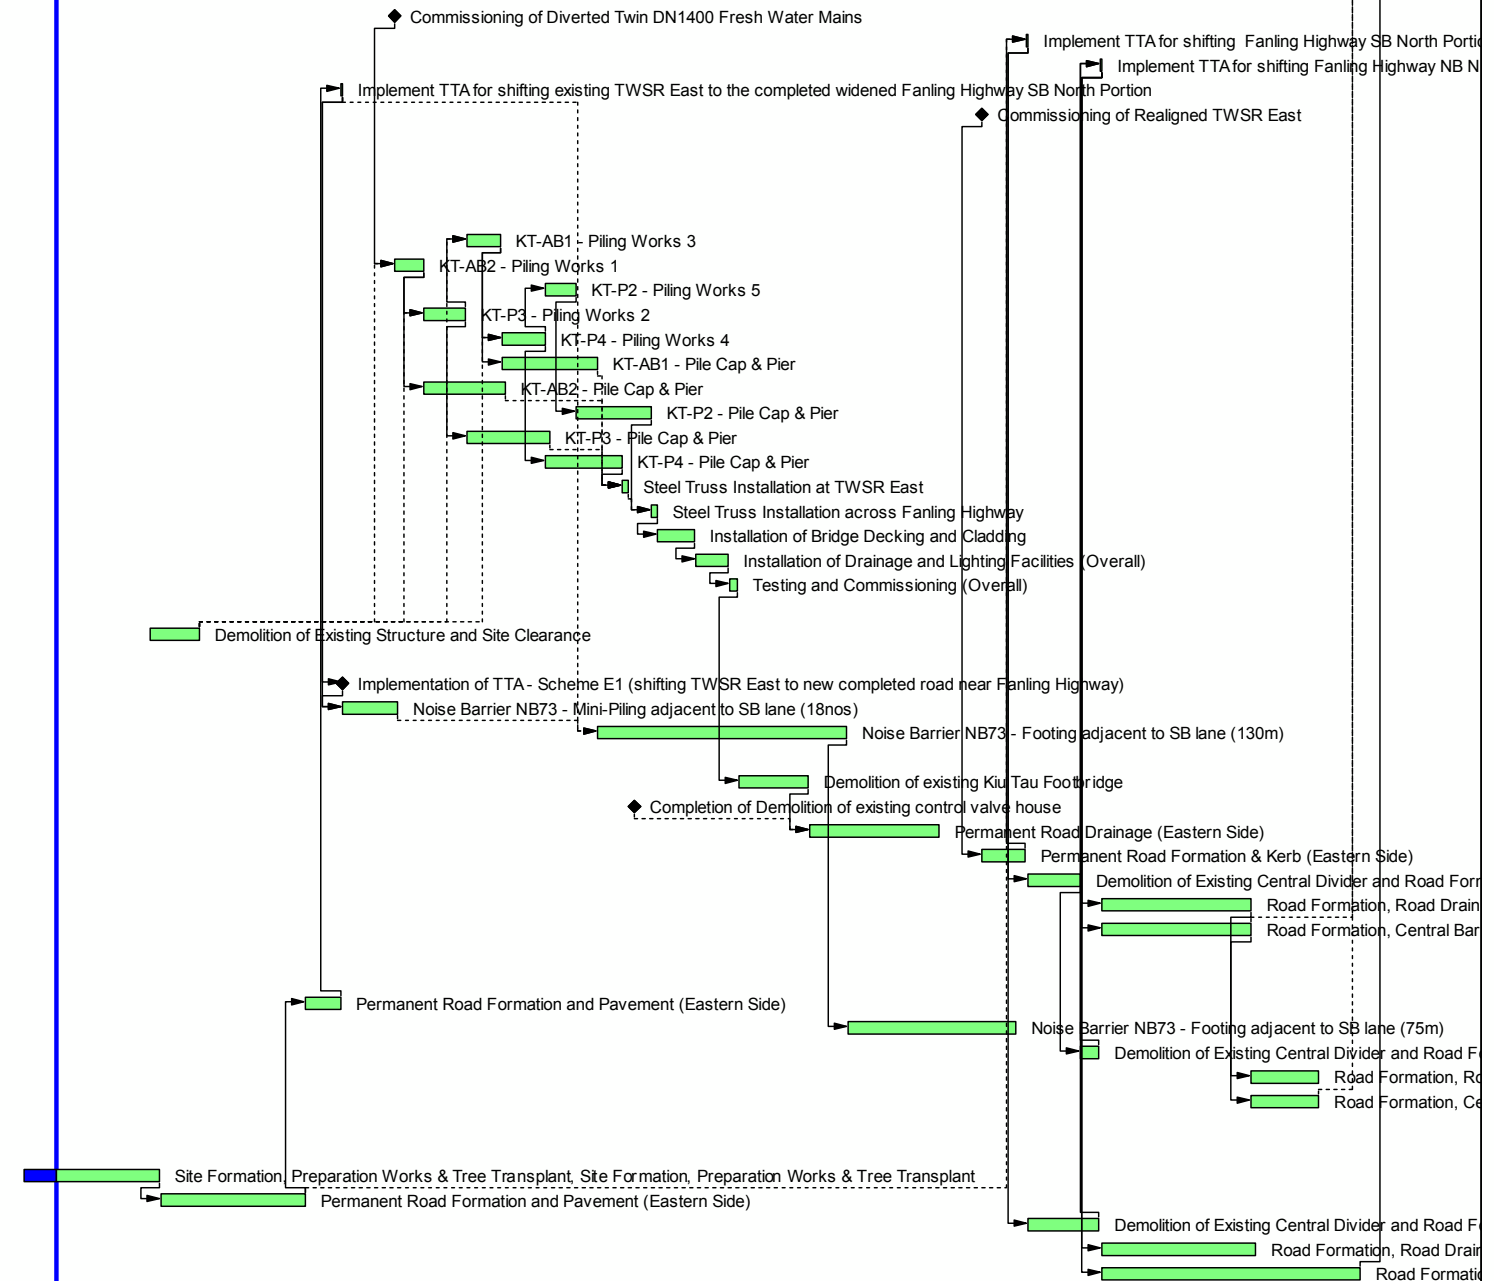 Commissioning of Diverted Twin DN1400 Fresh Water Mains
Implement TTA for shifting Fanling Highway SB North
Implement TTA for shifting Fanling Highway NB
Implement TTA for shifting existing TWSR East to the completed widened Fanling Highway SB North Portion
Commissioning of Realigned TWSR East
KT-AB1 - Piling Works 3
KT-AB2 - Piling Works 1
KT-P2 - Piling Works 5
KT-P3 - Piling Works 2
KT-P4 - Piling Works 4
KT-AB1 - Pile Cap & Pier
KT-AB2 - Pile Cap & Pier
KT-P2 - Pile Cap & Pier
KT-P3 - Pile Cap & Pier
KT-P4 - Pile Cap & Pier
Steel Truss Installation at TWSR East
Steel Truss Installation across Fanling Highway
Installation of Bridge Decking and Cladding
Installation of Drainage and Lighting Facilities (Overall)
Testing and Commissioning (Overall)
Demolition of Existing Structure and Site Clearance
Implementation of TTA - Scheme E1 (shifting TWSR East to new completed road near Fanling Highway)
Noise Barrier NB73 - Mini-Piling adjacent to SB lane (18nos)
Noise Barrier NB73 - Footing adjacent to SB lane (130m)
Demolition of existing Kiu Tau Footbridge
Completion of Demolition of existing control valve house
Permanent Road Drainage (Eastern Side)
Permanent Road Formation & Kerb (Eastern Side)
Demolition of Existing Central Divider and Road
Road Formation, Road
Road Formation, Central
Permanent Road Formation and Pavement (Eastern Side)
Noise Barrier NB73 - Footing adjacent to SB lane (75m)
Demolition of Existing Central Divider and Road
Road Formation,
Road Formation,
Site Formation, Preparation Works & Tree Transplant, Site Formation, Preparation Works & Tree Transplant
Permanent Road Formation and Pavement (Eastern Side)
Demolition of Existing Central Divider and Road
Road Formation, Road
Road